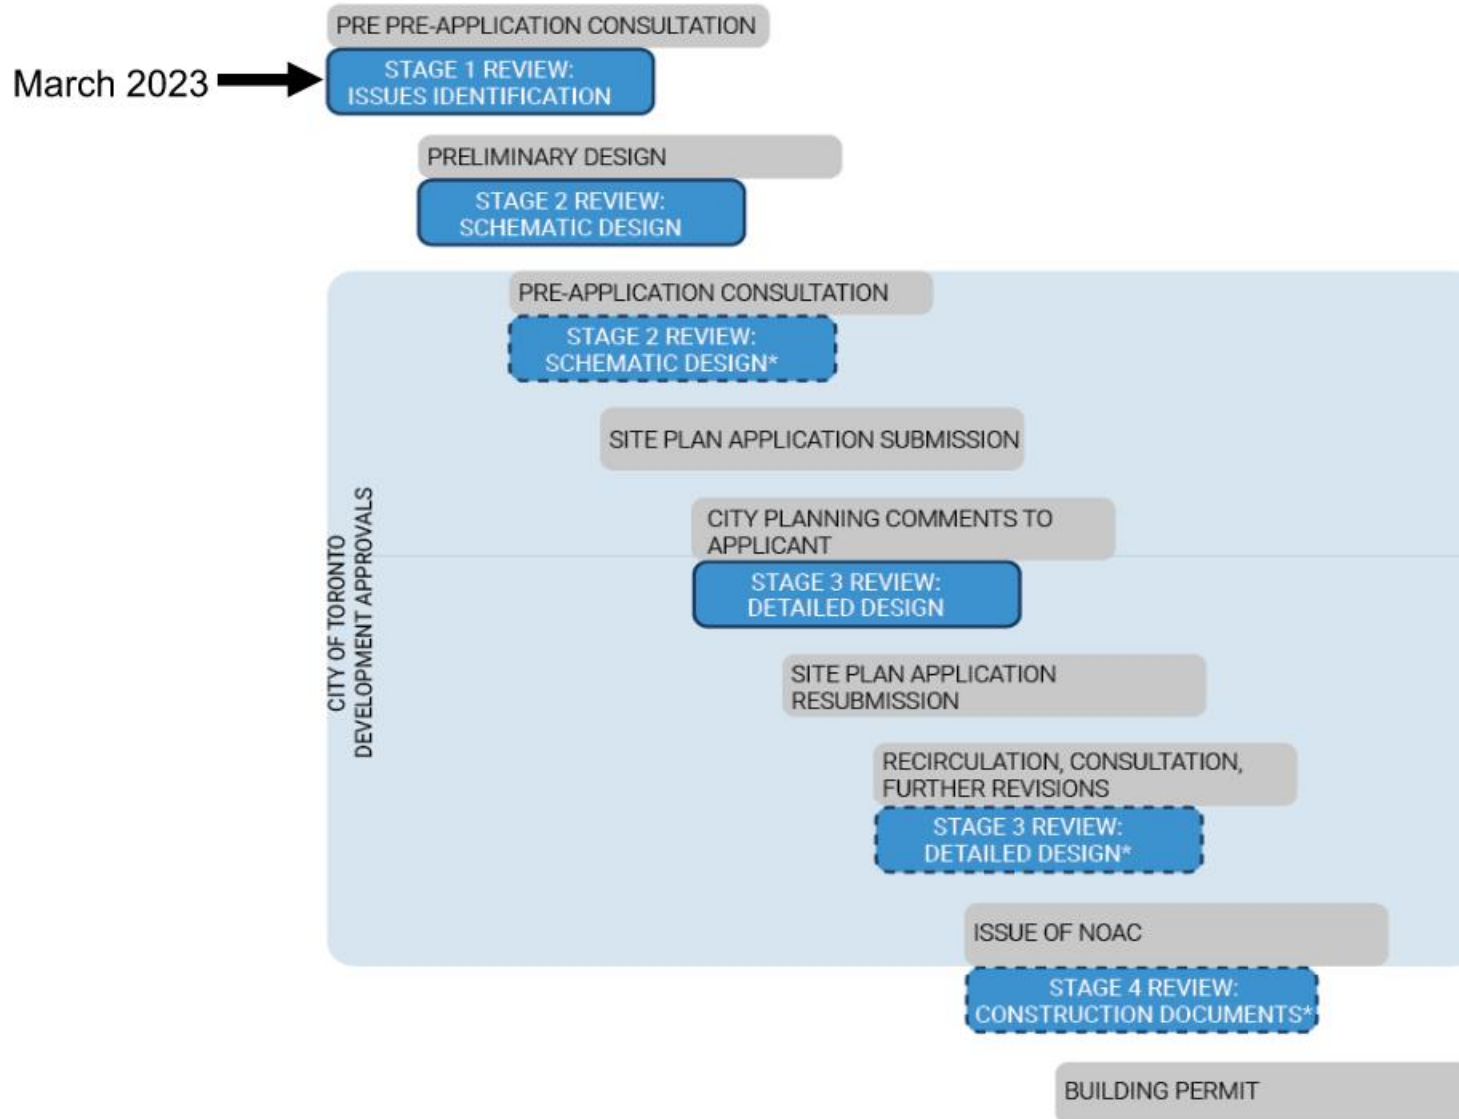 PRE PRE-APPLICATION CONSULTATION
March 2023
STAGE 1 REVIEW:
ISSUES IDENTIFICATION
PRELIMINARY DESIGN
STAGE 2 REVIEW:
SCHEMATIC DESIGN
PRE-APPLICATION CONSULTATION
STAGE 2 REVIEW:
SCHEMATIC DESIGN*
SITE PLAN APPLICATION SUBMISSION
CITY OF TORONTO
DEVELOPMENT APPROVALS
CITY PLANNING COMMENTS TO
APPLICANT
STAGE 3 REVIEW:
DETAILED DESIGN
SITE PLAN APPLICATION
RESUBMISSION
RECIRCULATION, CONSULTATION,
FURTHER REVISIONS
STAGE 3 REVIEW:
DETAILED DESIGN*
ISSUE OF NOAC
STAGE 4 REVIEW:
CONSTRUCTION DOCUMENTS*
BUILDING PERMIT